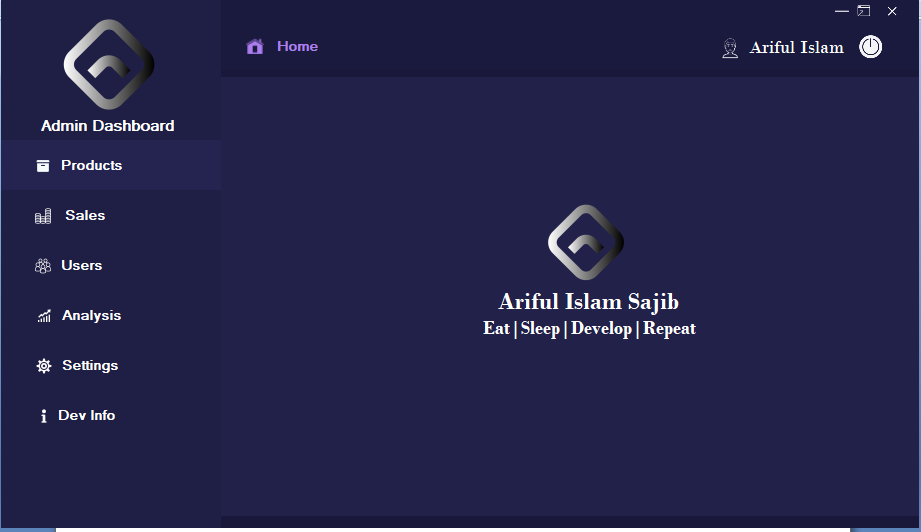 Home
Ariful Islam
Admin Dashboard
Products
Sales
Users
Analysis
Settings
Dev Info
Ariful Islam Sajib
Eat|Sleep|Develop|Repeat